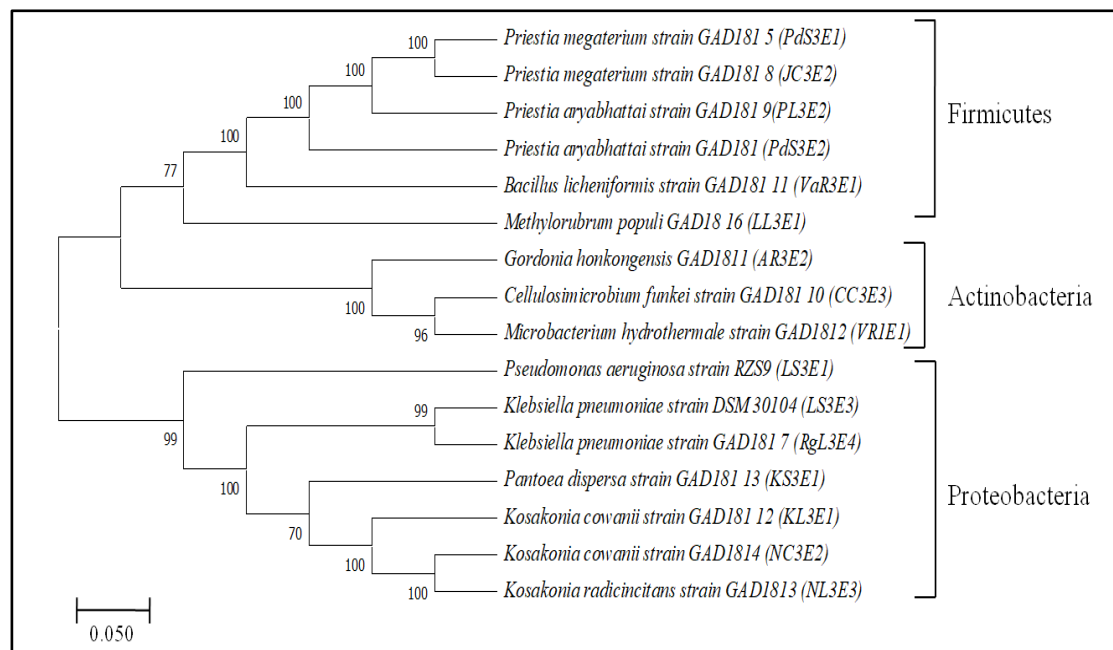 100
Priestia megaterium strain GAD181 5 (PdS3E1)
100
Priestia megaterium strain GAD181 8 (JC3E2)
100
Priestia aryabhattai strain GAD181 9(PL3E2)
Firmicutes
100
Priestia aryabhattai strain GAD181 (PdS3E2)
77
Bacillus licheniformis strain GAD181 11 (VaR3E1)
Methylorubrum populi GAD18 16 (LL3E1)
Gordonia honkongensis GAD1811 (AR3E2)
Cellulosimicrobium funkei strain GAD181 10 (CC3E3)
Actinobacteria
100
96
Microbacterium hydrothermale strain GAD1812 (VR1E1)
Pseudomonas aeruginosa strain RZS9 (LS3E1)
99
Klebsiella pneumoniae strain DSM 30104 (LS3E3)
99
Klebsiella pneumoniae strain GAD181 7 (RgL3E4)
100
Pantoea dispersa strain GAD181 13 (KS3E1)
Proteobacteria
70
Kosakonia cowanii strain GAD181 12 (KL3E1)
100
Kosakonia cowanii strain GAD1814 (NC3E2)
100
Kosakonia radicincitans strain GAD1813 (NL3E3)
0.050